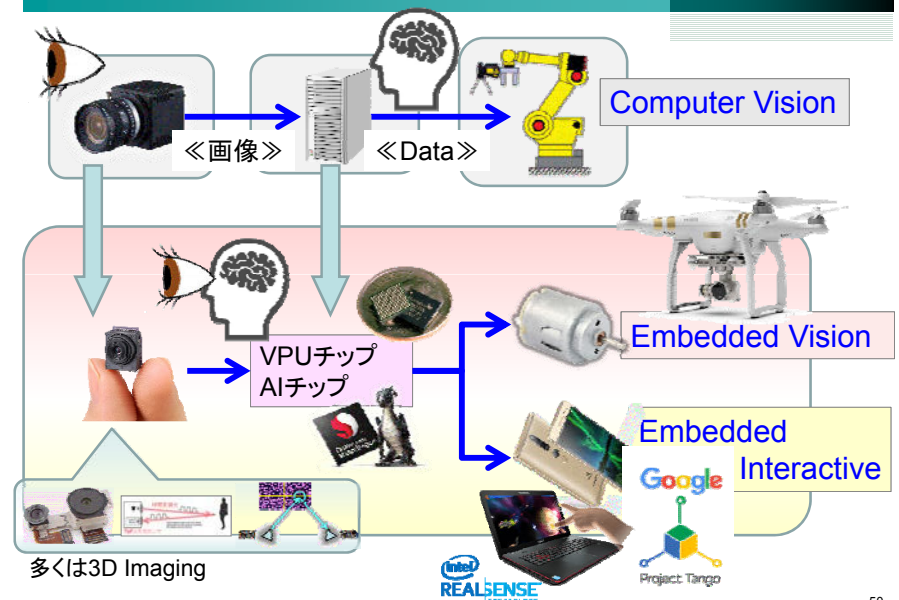 Computer Vision
≪画像≫
≪Data≫
VPUチップ
AIチップ
Embedded Vision
Embedded
Interactive
Google
Project Tango
多くは3D Imaging
intel
REALSENSE